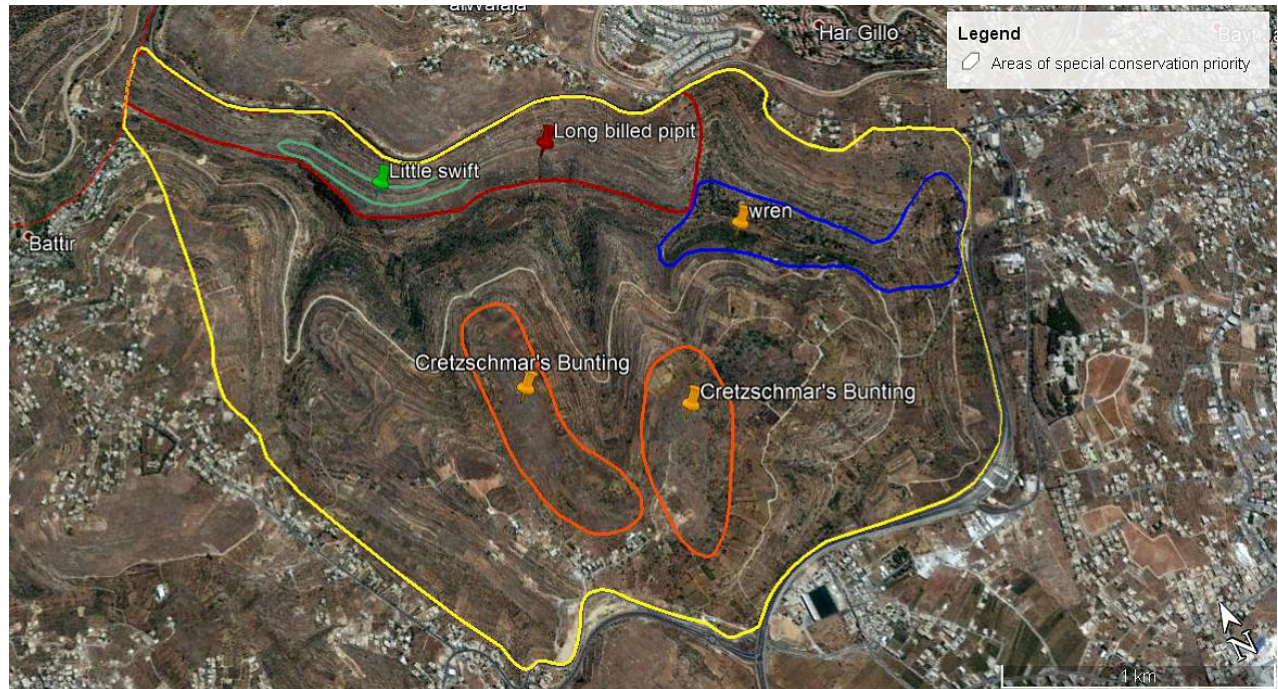 Har Gillo
Legend
Areas of special conservation priority
Long billed pipit
Little swift
wren
Battir
Cretzschmar's Bunting
Cretzschmar's Bunting
N
1 km